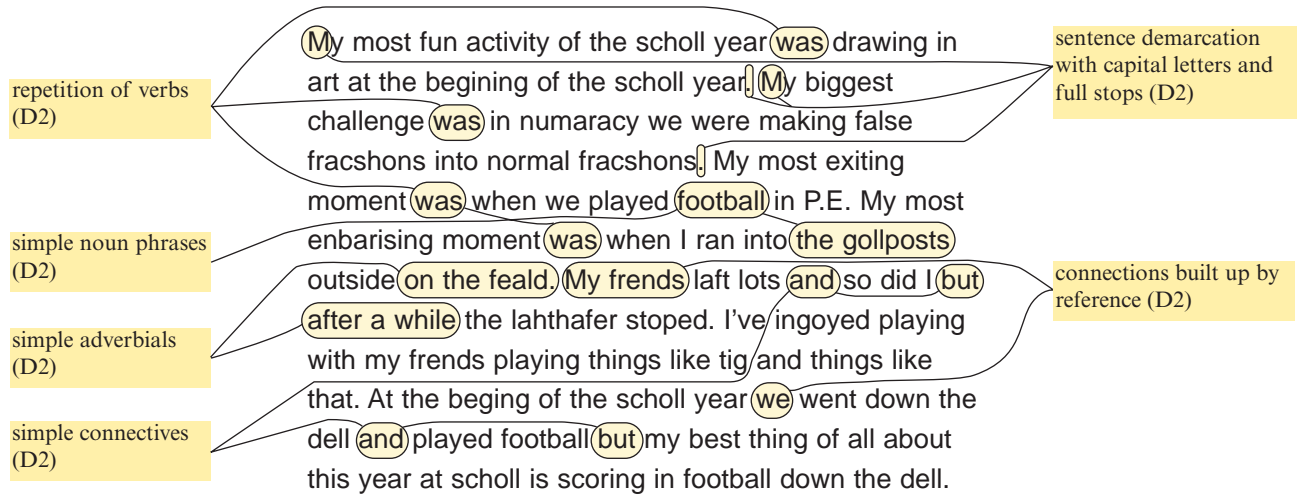 repetition of verbs
(D2)
simple noun phrases
(D2)
simple adverbials
(D2)
simple connectives
(D2)
My most fun activity of the scholl year was drawing in
art at the begining of the scholl year. My biggest
challenge was in numaracy we were making false
fracshons into normal fracshons. My most exiting
moment was when we played football in P.E. My most
enbarising moment was when I ran into the gollposts
outside on the feald. My frends laft lots and so did I but
after a while the lahthafer stoped. I've ingoyed playing
with my frends playing things like tig and things like
that. At the beging of the scholl year we went down the
dell and played football but my best thing of all about
this year at scholl is scoring in football down the dell.
sentence demarcation
with capital letters and
full stops (D2)
connections built up by
reference (D2)